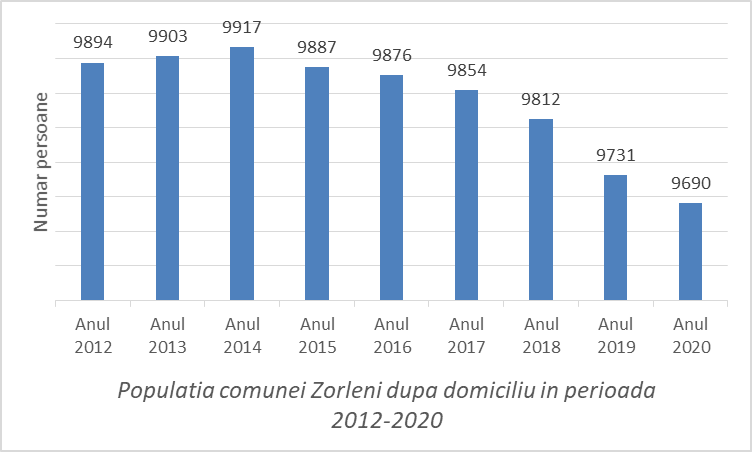 9894
9903
9917
9887
9876
9854
9812
9731
9690
Numar persoane
Anul
2012
Anul
2013
Anul
2014
Anul
2015
Anul
2016
Anul
2017
Anul
2018
Anul
2019
Anul
2020
Populatia comunei Zorleni dupa domiciliu in perioada
2012-2020